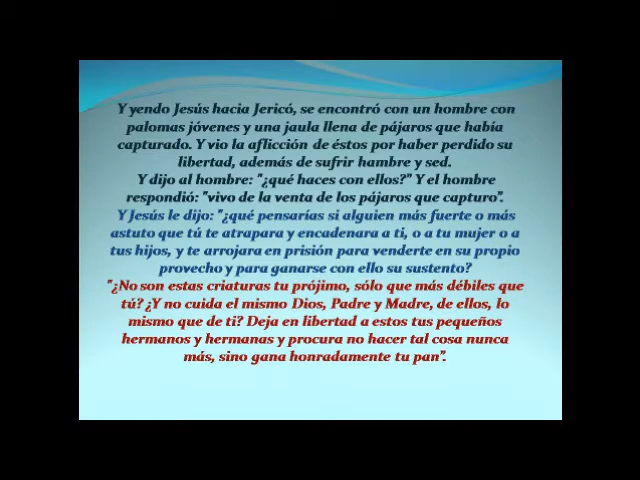 Y yendo Jesús hacia Jericó, se encontró con un hombre con
palomas jóvenes y una jaula llena de pájaros que había
capturado. Y vio la aflicción de éstos por haber perdido su
libertad, además de sufrir hambre y sed.
Y dijo al hombre: "¿qué haces con ellos?" Y el hombre
respondió: "vivo de la venta de los pájaros que capturo”.
Y Jesús le dijo: "¿qué pensarías si alguien más fuerte o más
astuto que tú te atrapara y encadenara a ti, o a tu mujer o a
tus hijos, y te arrojara en prisión para venderte en su propio
provecho y para ganarse con ello su sustento?
"¿No son estas criaturas tu prójimo, sólo que más débiles que
tú? ¿Y no cuida el mismo Dios, Padre y Madre, de ellos, lo
mismo que de ti? Deja en libertad a estos tus pequeños
hermanos y hermanas y procura no hacer tal cosa nunca
más, sino gana honradamente tu pan”.